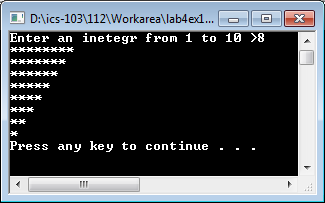 D:\ics-103\112\Workarea\lab4ex1...
Enter an inetegr from 1 to 10 >8
********
*******
******
*****
****
***
**
*
Press any key to continue . . .